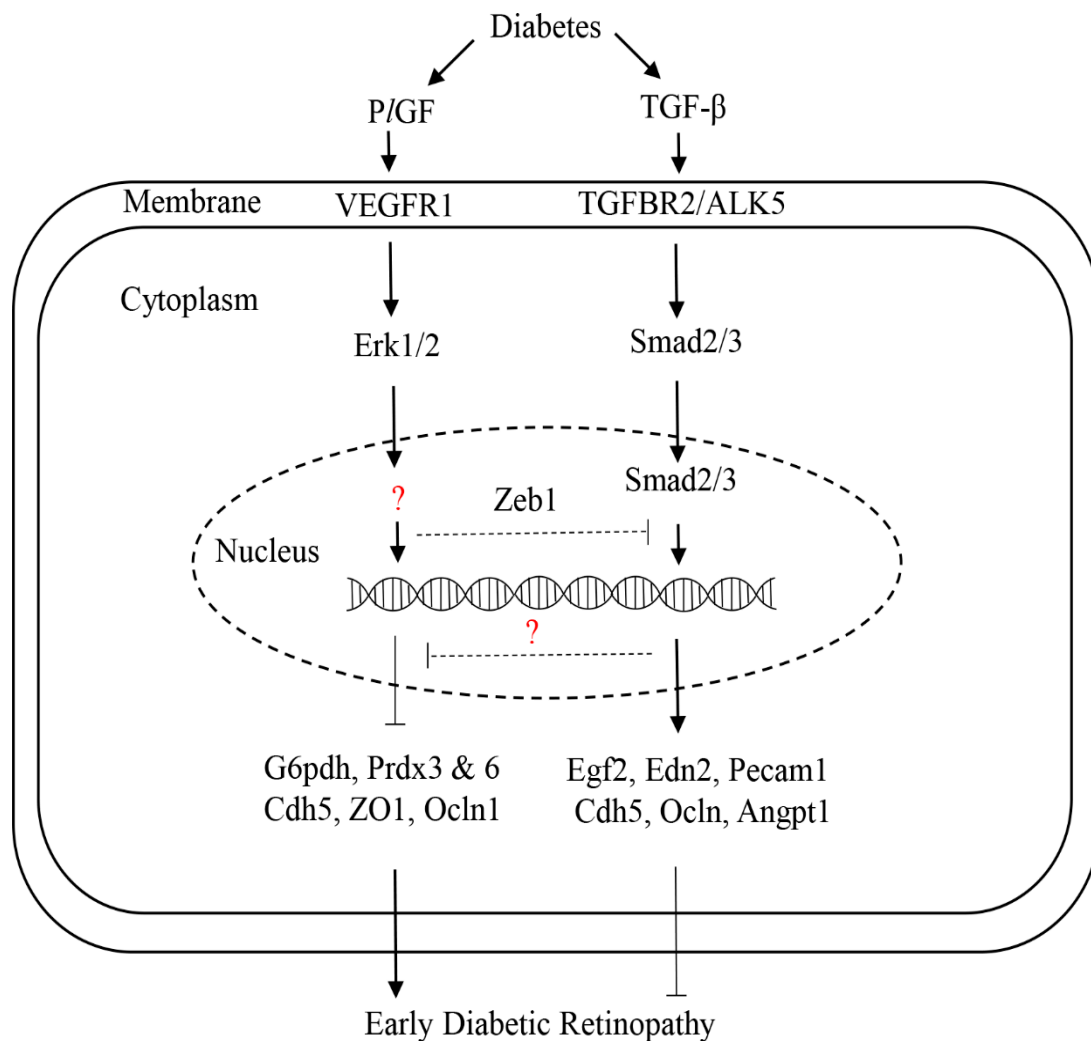 Diabetes
PlGF
TGF-β
Membrane
VEGFR1
TGFBR2/ALK5
Cytoplasm
Erk1/2
Smad2/3
?
Zeb1
Smad2/3
Nucleus
?
G6pdh, Prdx3 & 6
Cdh5, ZO1, Ocln1
Egf2, Edn2, Pecam1
Cdh5, Ocln, Angpt1
Early Diabetic Retinopathy